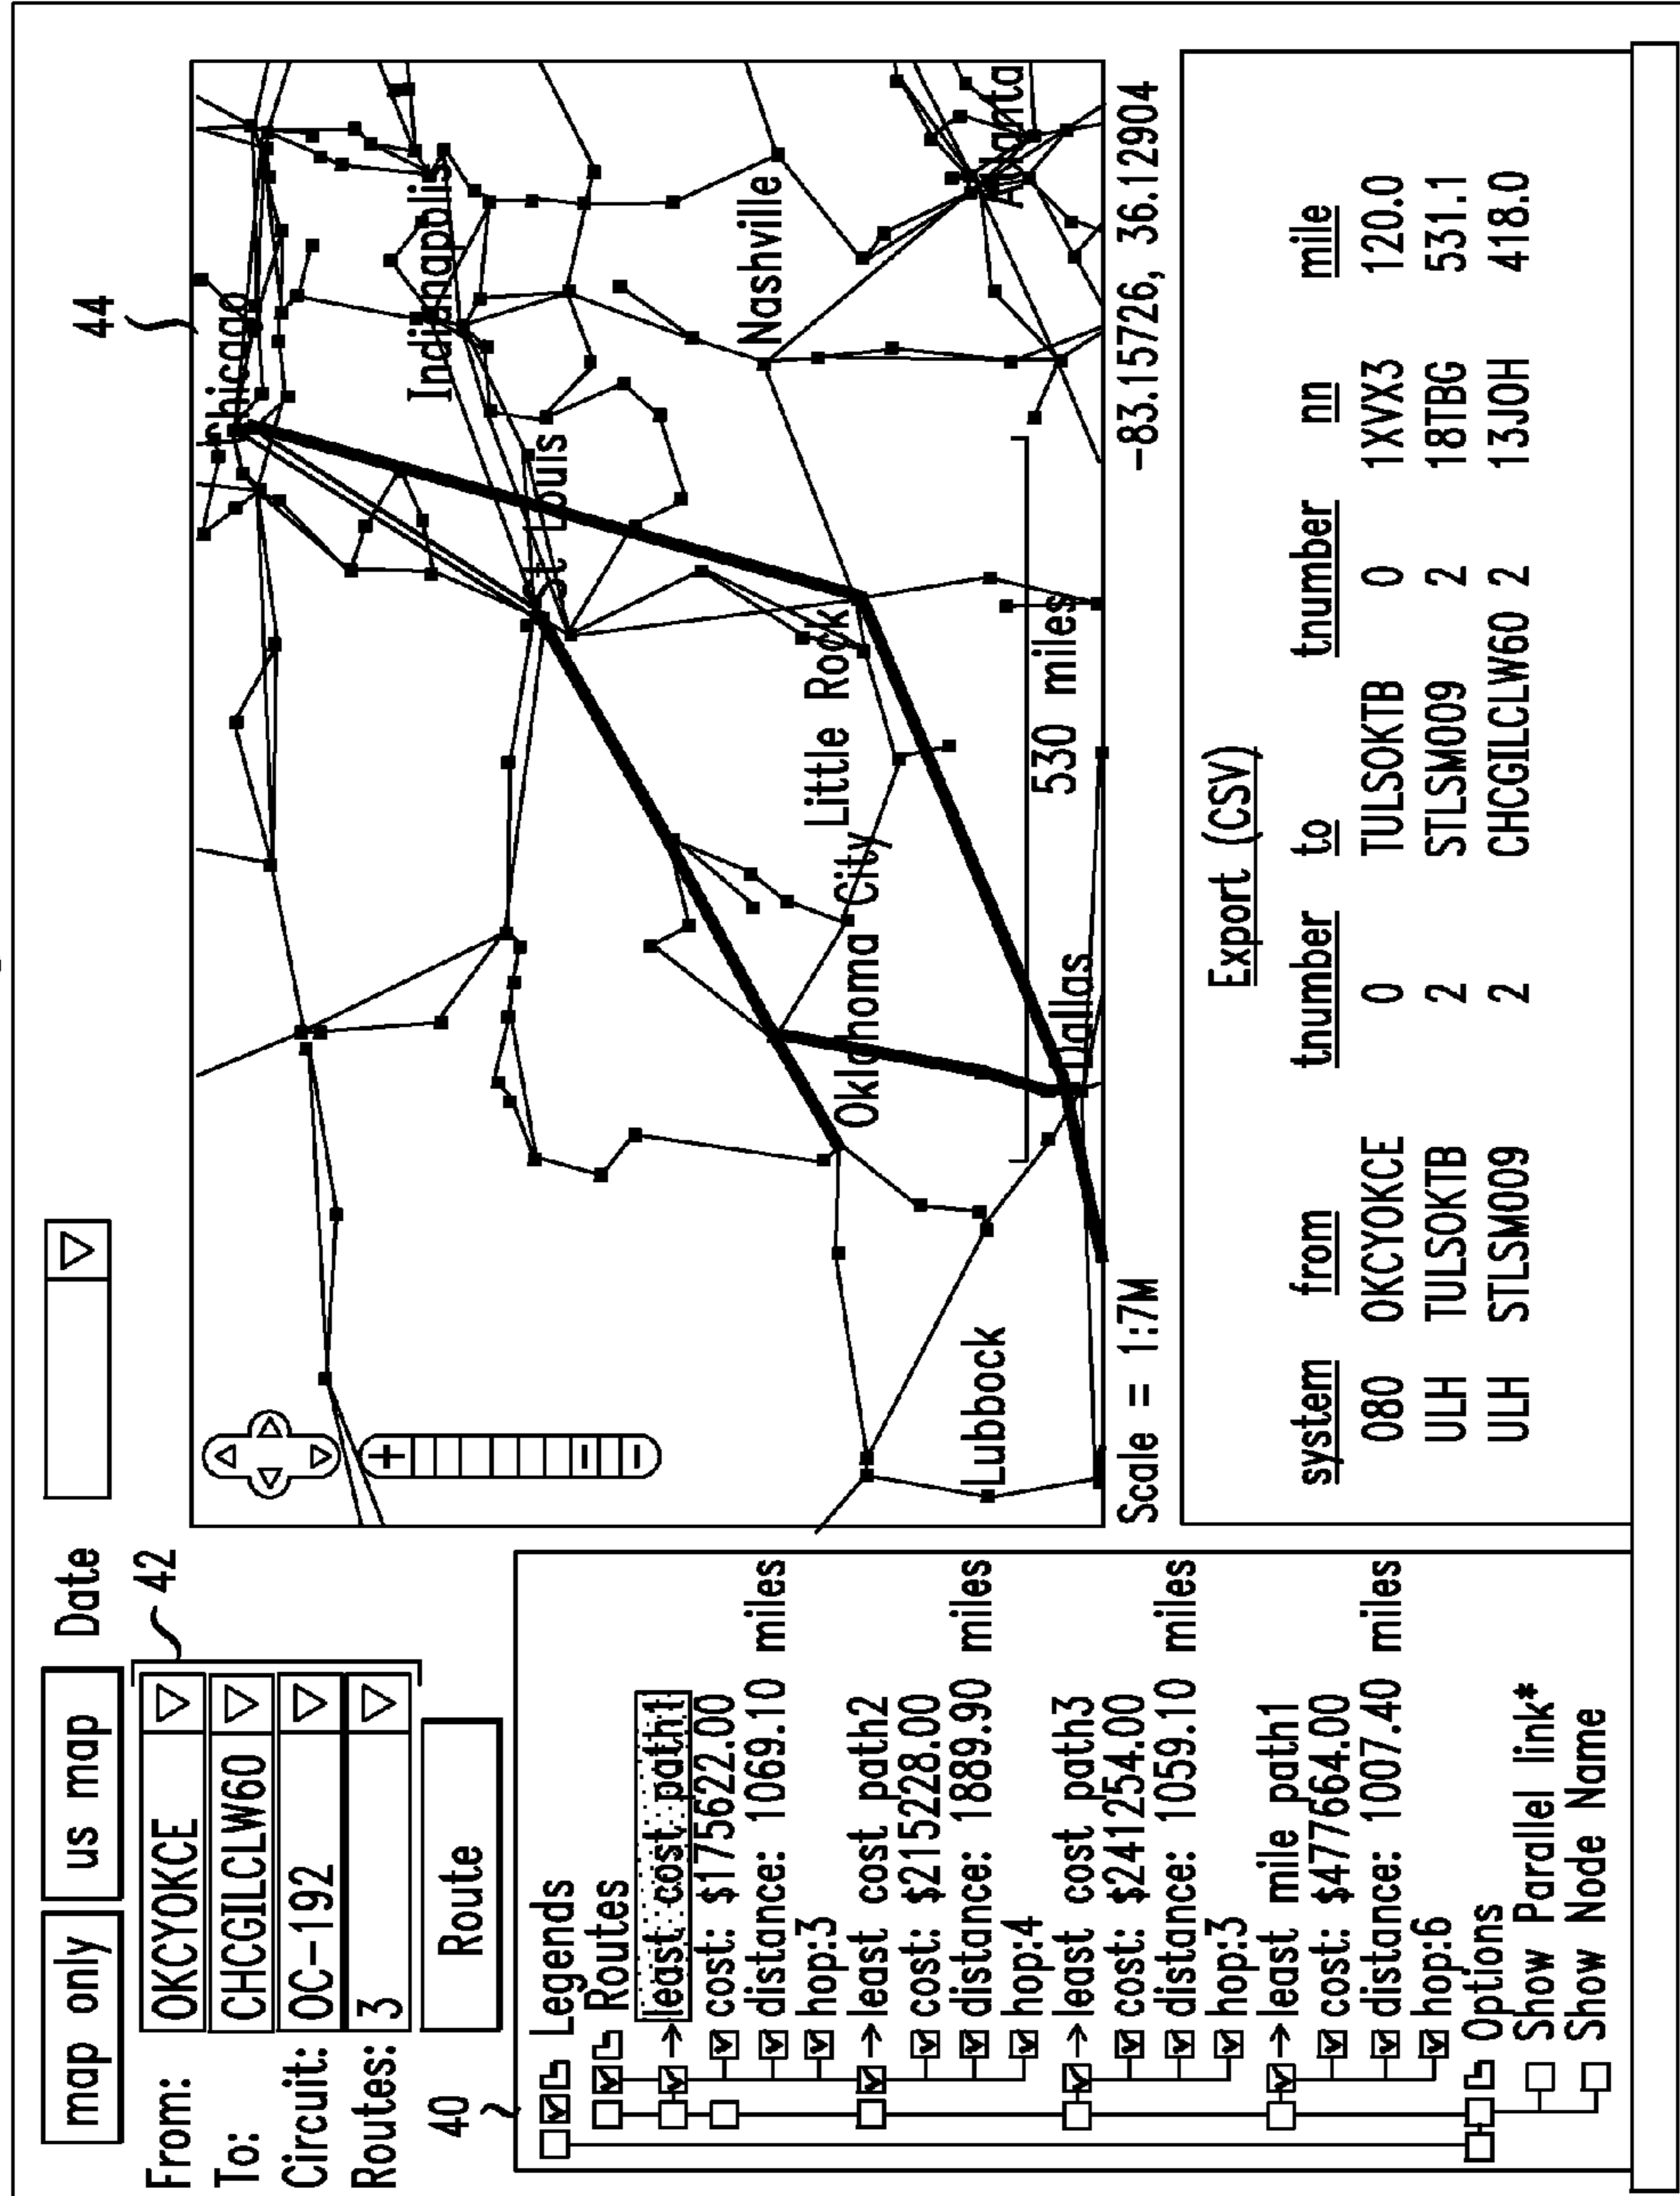 map only
us map
Date
From: OKCYOKCE
To: CHCGILCLW60
Circuit: OC-192
Routes: 3
42
Route
40
Legends
Routes
least cost path1
cost: $175622.00
distance: 1069.10 miles
hop:3
least cost path2
cost: $215228.00
distance: 1889.90 miles
hop:4
least cost path3
cost: $241254.00
distance: 1059.10 miles
hop:3
least mile path1
cost: $477664.00
distance: 1007.40 miles
hop:6
Options
Show Parallel link*
Show Node Name
44
Chicago
Indianapolis
St Louis
Nashville
Little Rock
Oklohoma City
Atlanta
Dallas
Lubbock
530 miles
Scale = 1:7M
-83.15726, 36.12904
Export (CSV)
system from tnumber to tnumber nn mile
080 OKCYOKCE 0 TULSOKTB 0 1XVX3 120.0
ULH TULSOKTB 2 STLSM009 2 18TBG 531.1
ULH STLSM009 2 CHCGILCLW60 2 13JOH 418.0